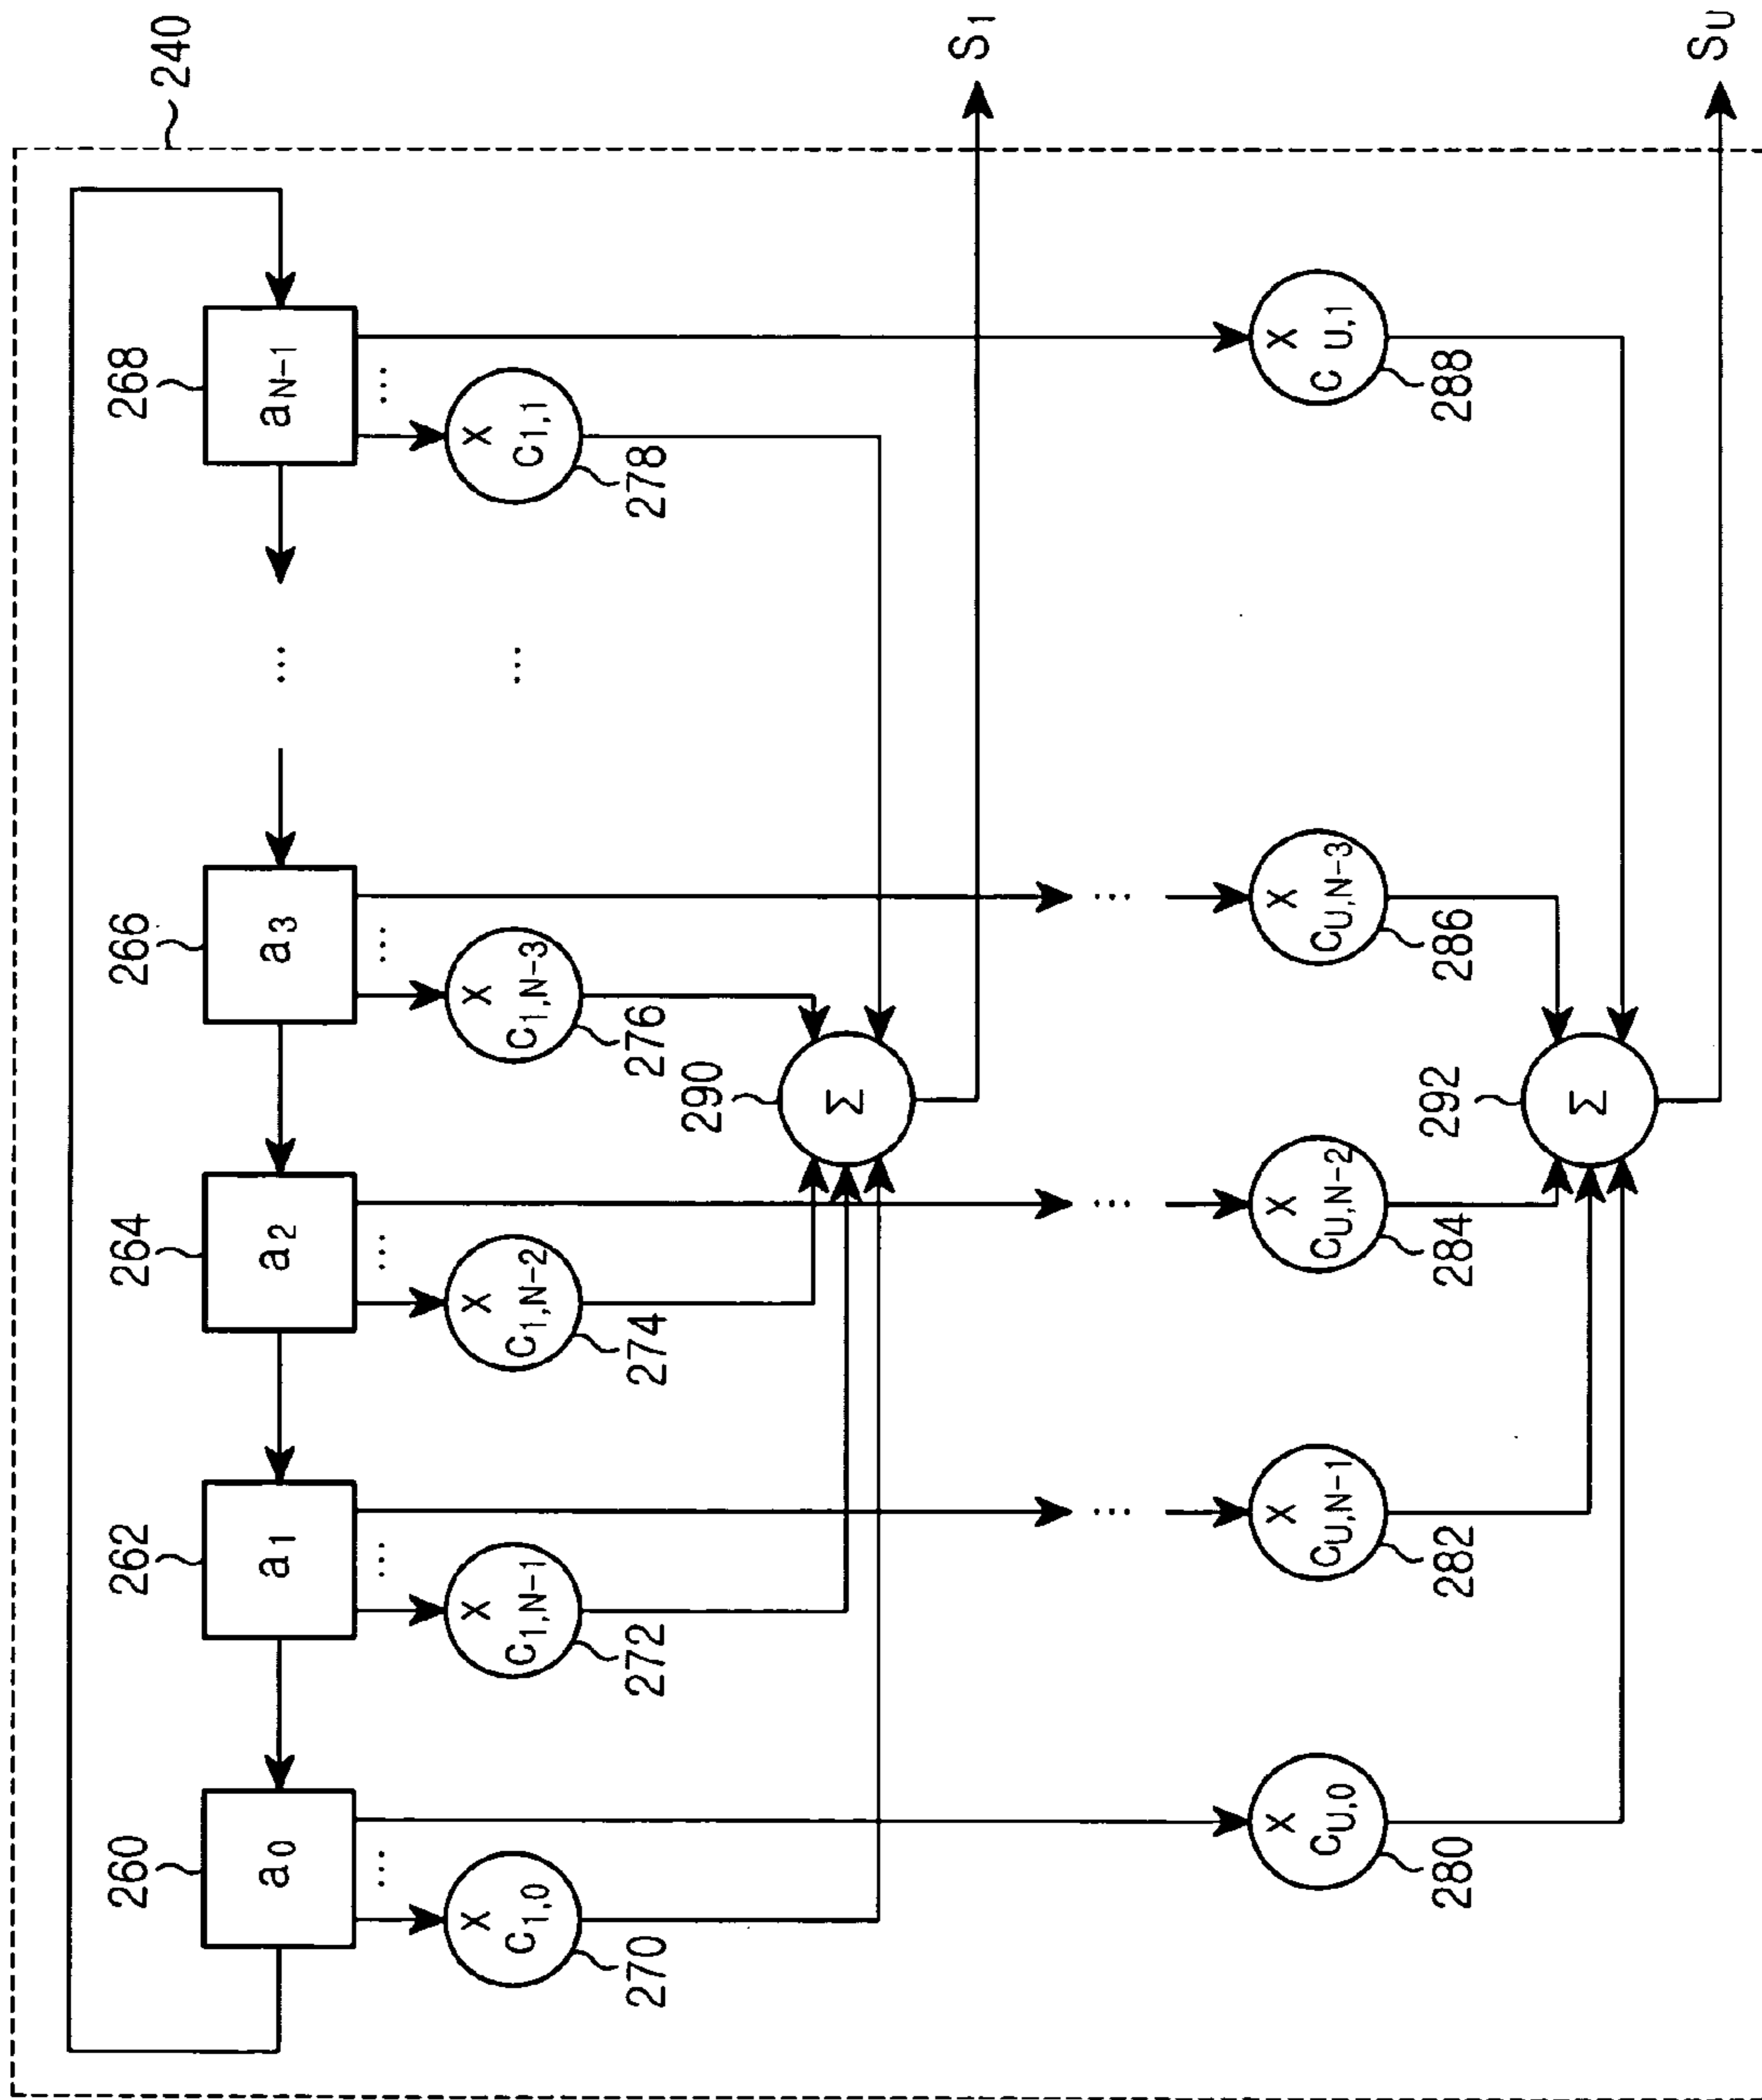 240
260 262 264 266 268
a0 a1 a2 a3 ... aN-1
... ... ... ... ...
X X X X X
C1,0 C1,N-1 C1,N-2 C1,N-3 ... C1,1
270 272 274 276 278
290
Σ
S1
... ... ...
X X X X X
CU,0 CU,N-1 CU,N-2 CU,N-3 C U,1
280 282 284 286 288
292
Σ
SU